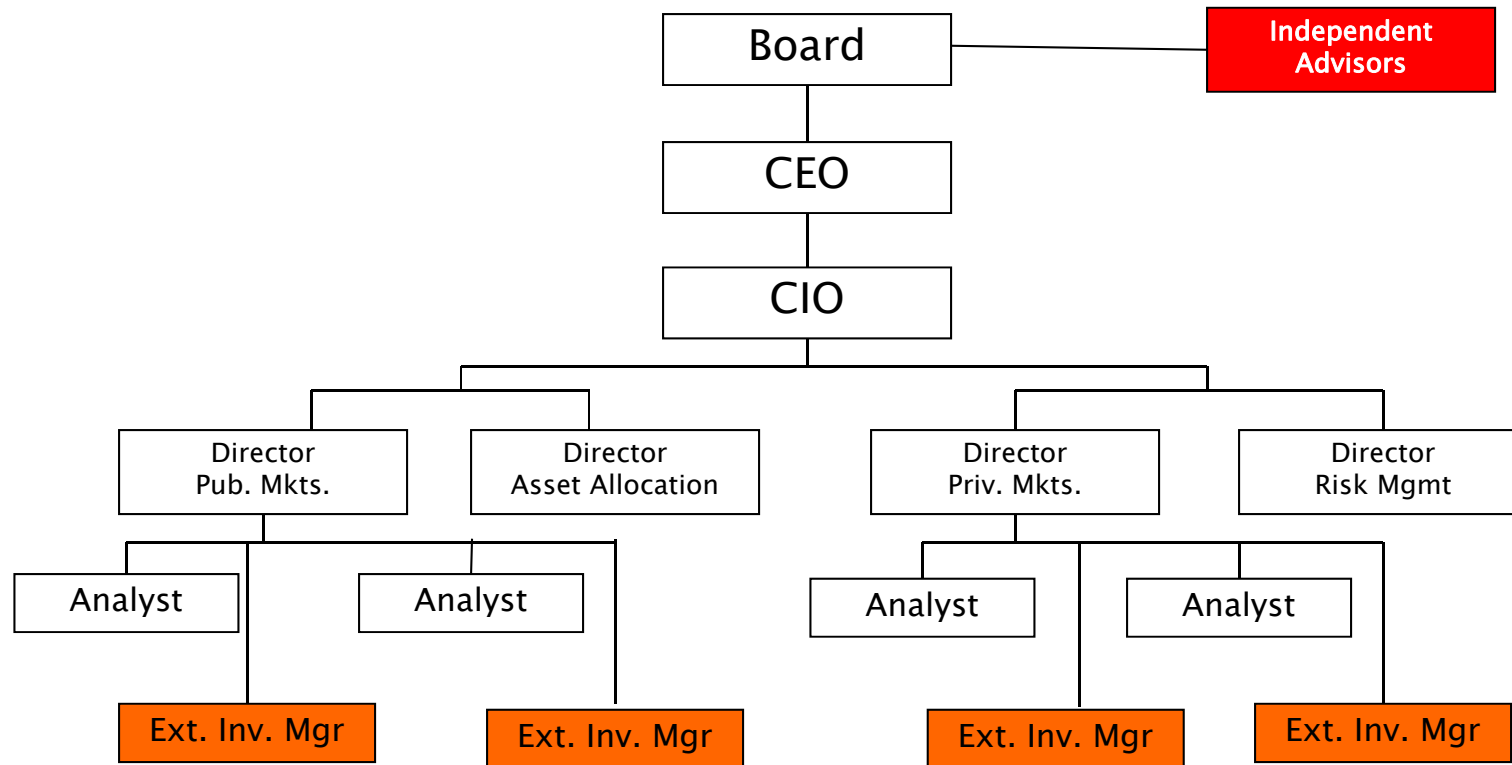 Board
Independent
Advisors
CEO
CIO
Director
Pub. Mkts.
Director
Asset Allocation
Director
Priv. Mkts.
Director
Risk Mgmt
Analyst
Analyst
Analyst
Analyst
Ext. Inv. Mgr
Ext. Inv. Mgr
Ext. Inv. Mgr
Ext. Inv. Mgr